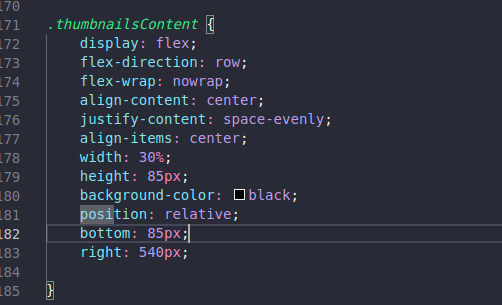 170
171 .thumbnailsContent {
172 display: flex;
173 flex-direction: row;
174 flex-wrap: nowrap;
175 align-content: center;
176 justify-content: space-evenly;
177 align-items: center;
178 width: 30%;
179 height: 85px;
180 background-color: black;
181 position: relative;
182 bottom: 85px;
183 right: 540px;
184
185 }